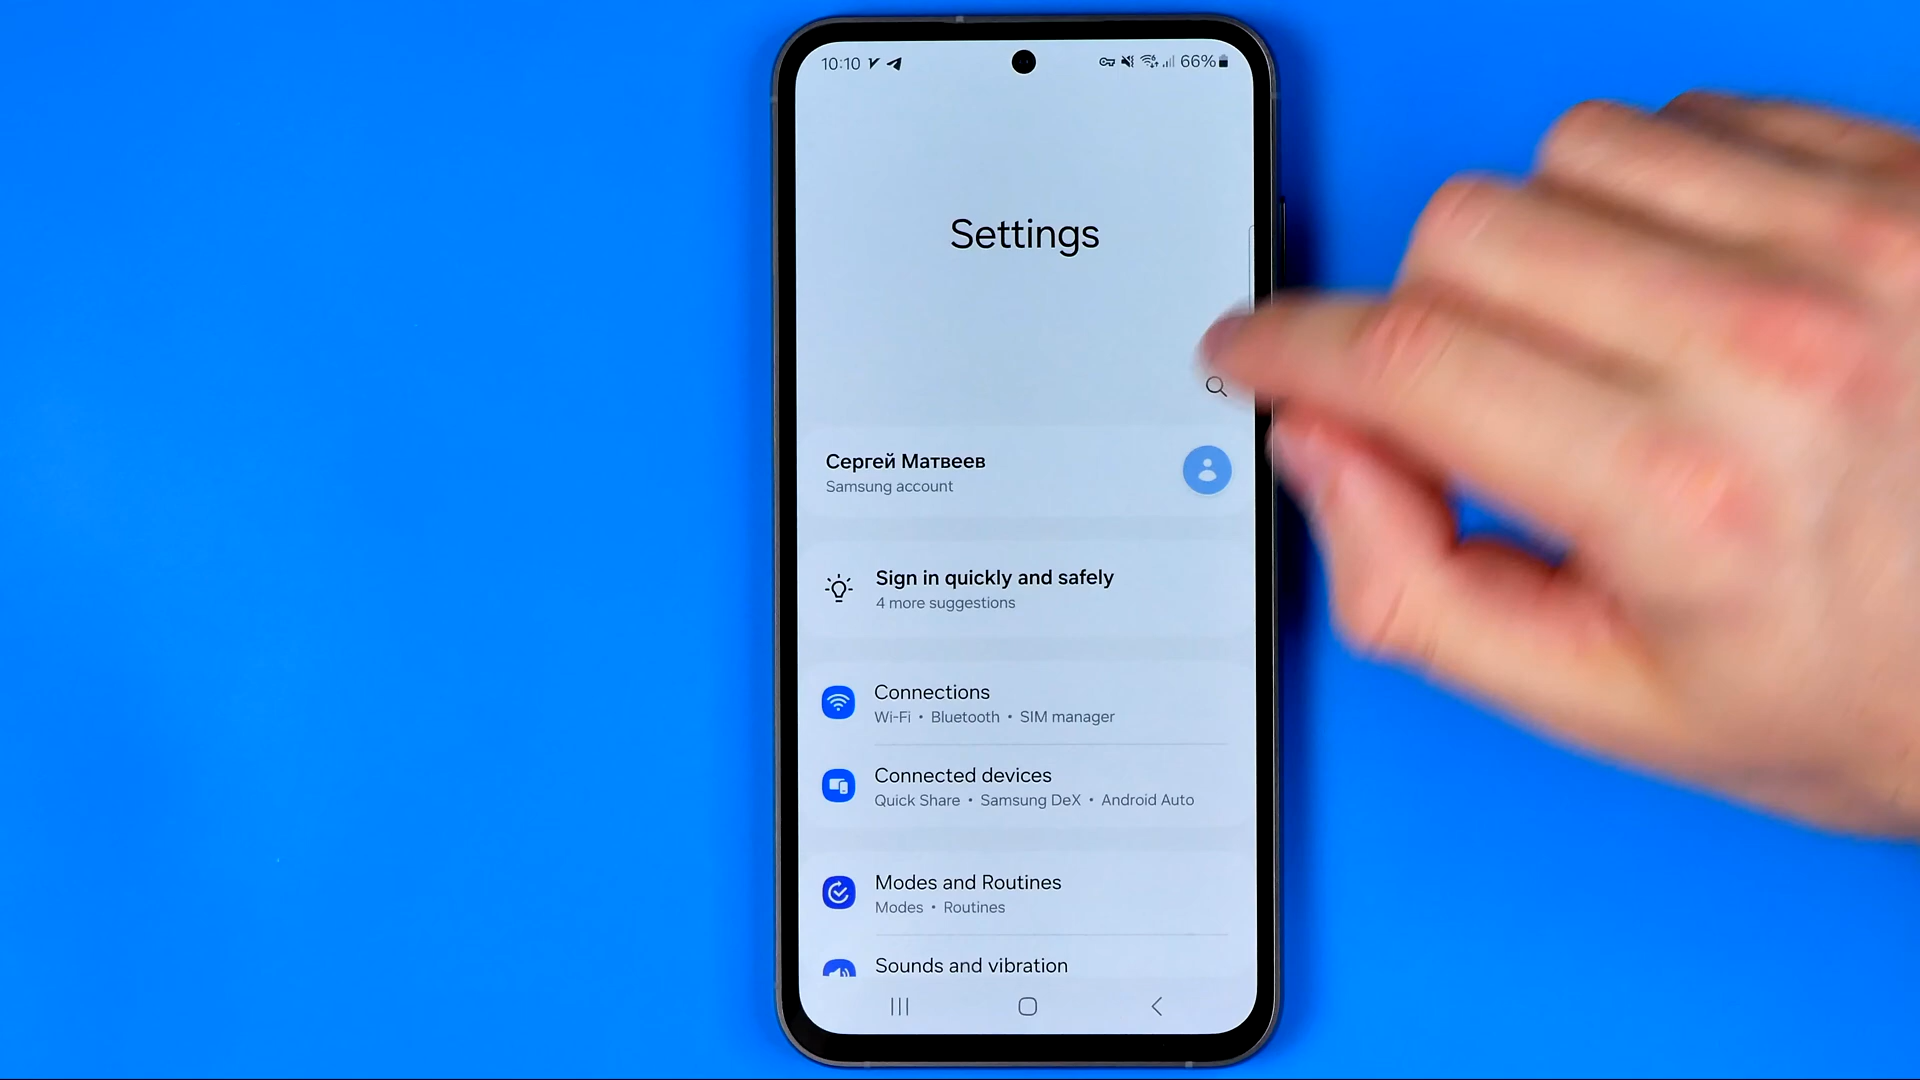 10:10
66%
Settings
Сергей Матвеев
Samsung account
Sign in quickly and safely
4 more suggestions
Connections
Wi-Fi • Bluetooth • SIM manager
Connected devices
Quick Share • Samsung DeX • Android Auto
Modes and Routines
Modes • Routines
Sounds and vibration